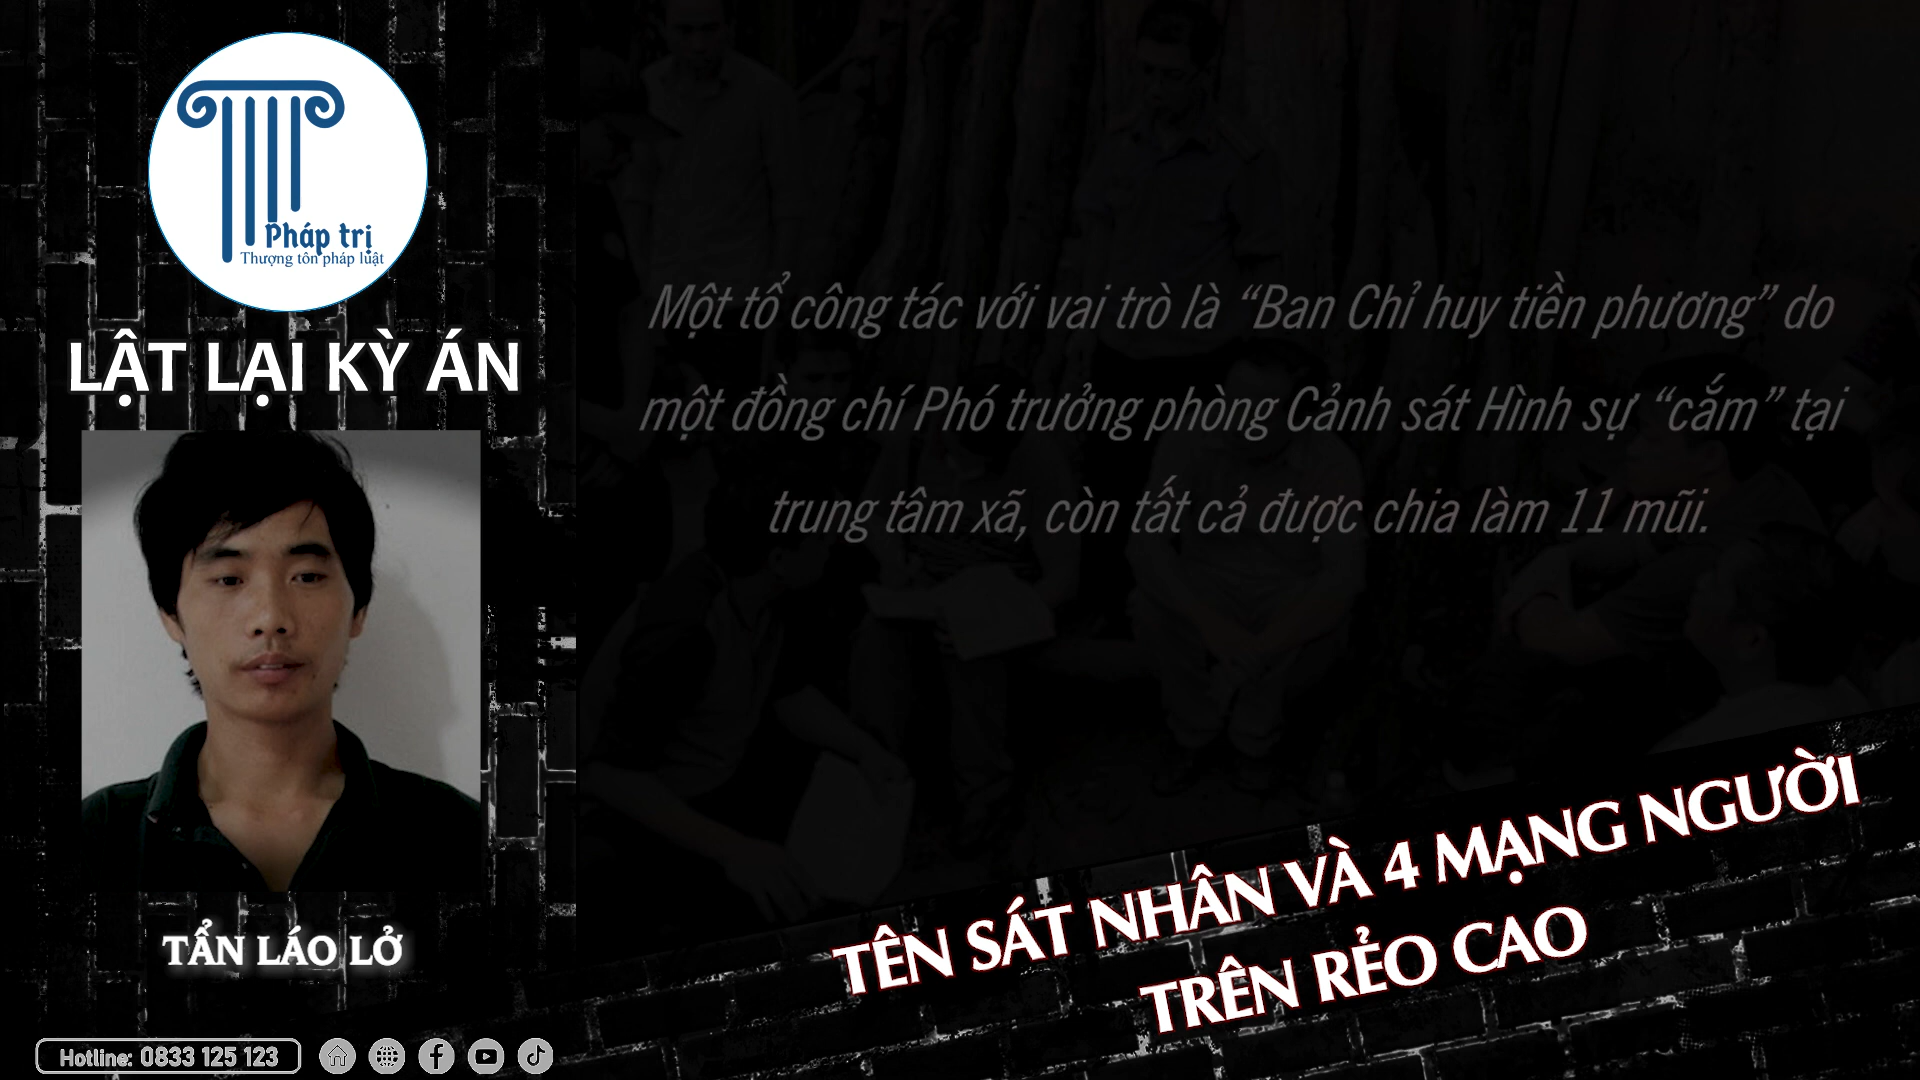 Pháp trị
Thượng tôn pháp luật
LẬT LẠI KỲ ÁN
TẨN LÁO LỞ
Hotline: 0833 125 123
Một tổ công tác với vai trò là “Ban Chỉ huy tiền phương” do
một đồng chí Phó trưởng phòng Cảnh sát Hình sự “cắm” tại
trung tâm xã, còn tất cả được chia làm 11 mũi.
TÊN SÁT NHÂN VÀ 4 MẠNG NGƯỜI
TRÊN RẺO CAO